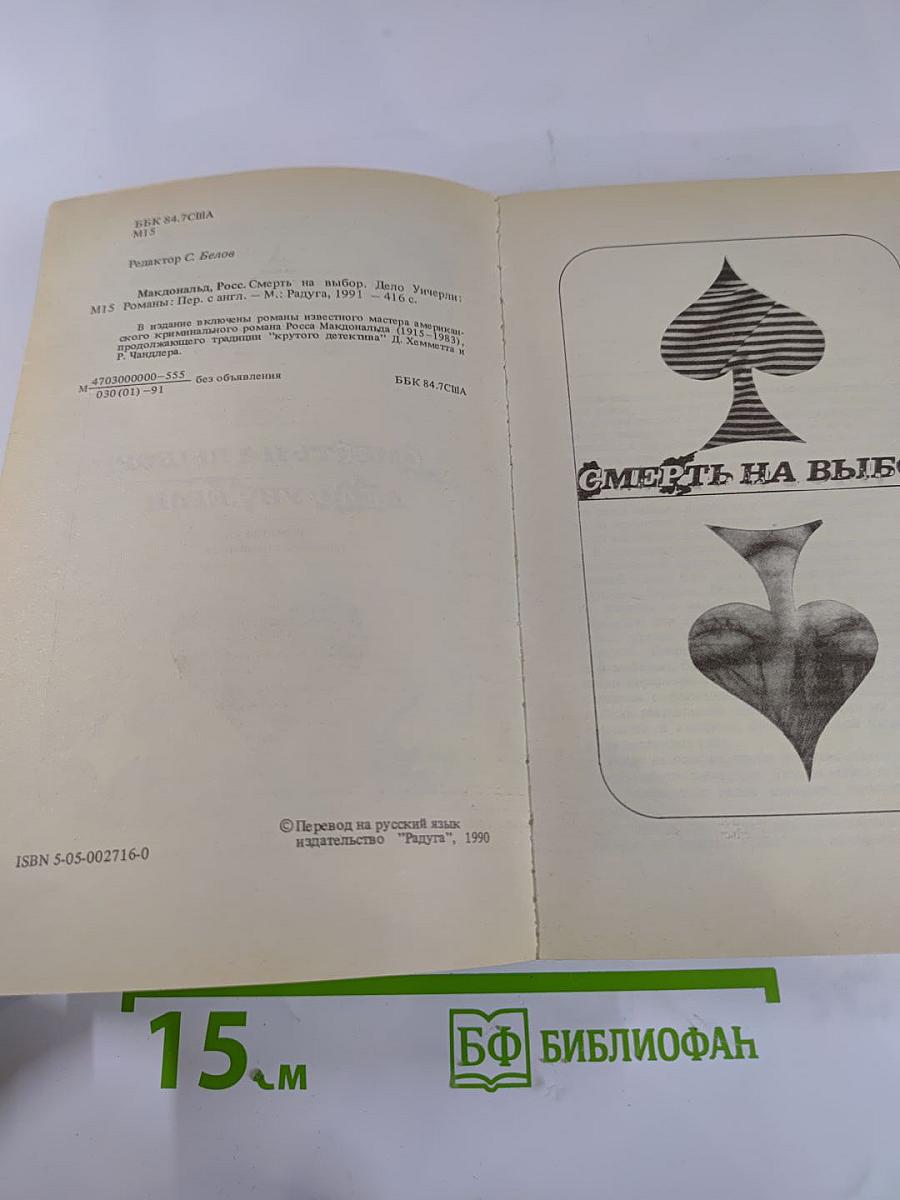 ББК 84.7США
М15
Редактор С. Белов
Макдональд, Росс. Смерть на выбор. Дело Уичерли:
М15 Романы: Пер. с англ. — М.: Радуга, 1991 — 416 с.
В издание включены романы известного мастера американ-
ского криминального романа Росса Макдональда (1915—1983),
продолжающего традиции "крутого детектива" Д. Хемметта и
Р. Чандлера.
М 4703000000—555 без объявления
030(01)—91
ББК 84.7США
© Перевод на русский язык
издательство "Радуга", 1990
ISBN 5-05-002716-0
СМЕРТЬ НА ВЫБО
15 см
БФ БИБЛИОФАН